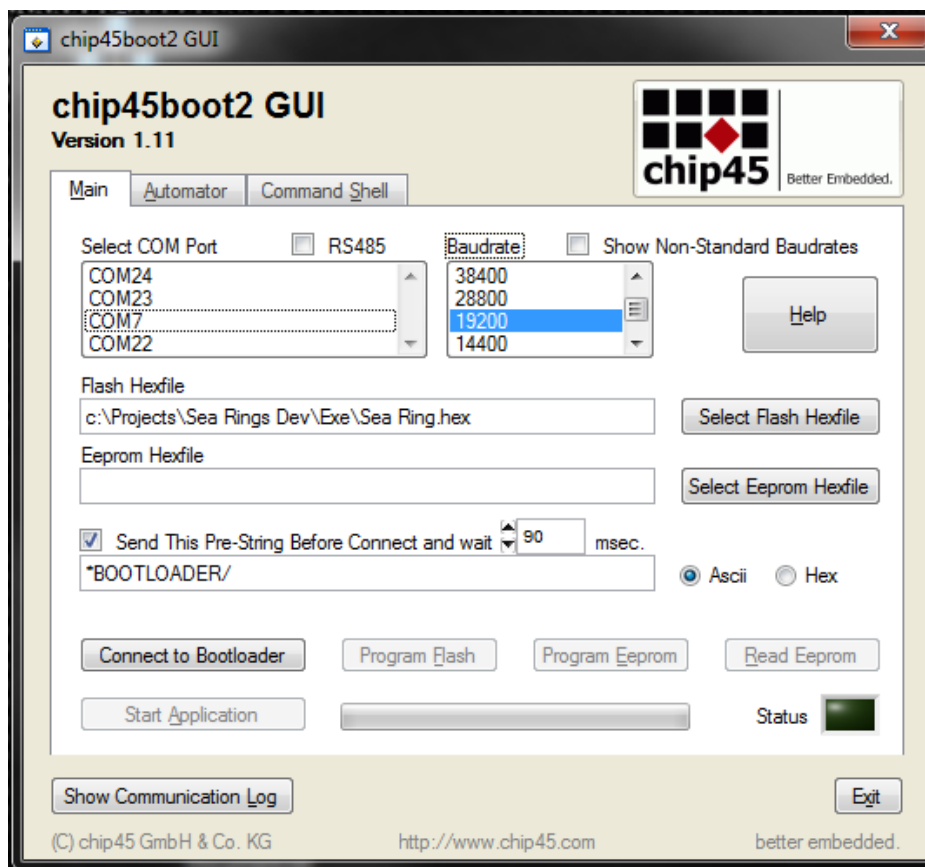 chip45boot2 GUI
chip45boot2 GUI
Version 1.11
chip45
Better Embedded.
Main Automator Command Shell
Select COM Port RS485 Baudrate Show Non-Standard Baudrates
COM24 38400
COM23 28800
COM7 19200
COM22 14400
Help
Flash Hexfile
c:\Projects\Sea Rings Dev\Exe\Sea Ring.hex Select Flash Hexfile
Eeprom Hexfile
Select Eeprom Hexfile
Send This Pre-String Before Connect and wait 90 msec.
*BOOTLOADER/ Ascii Hex
Connect to Bootloader Program Flash Program Eeprom Read Eeprom
Start Application Status
Show Communication Log Exit
(C) chip45 GmbH & Co. KG http://www.chip45.com better embedded.